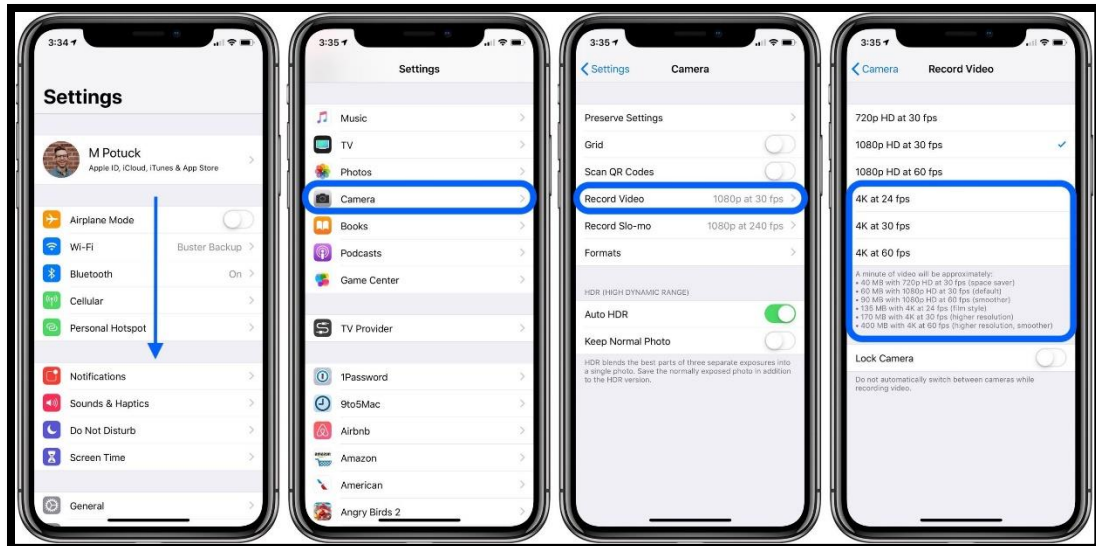 3:34
Settings
M Potuck
Apple ID, iCloud, iTunes & App Store
Airplane Mode
Wi-Fi Buster Backup
Bluetooth On
Cellular
Personal Hotspot
Notifications
Sounds & Haptics
Do Not Disturb
Screen Time
General
3:35
Settings
Music
TV
Photos
Camera
Books
Podcasts
Game Center
TV Provider
1Password
9to5Mac
Airbnb
Amazon
American
Angry Birds 2
3:35
Settings Camera
Preserve Settings
Grid
Scan QR Codes
Record Video 1080p at 30 fps
Record Slo-mo 1080p at 240 fps
Formats
HDR (HIGH DYNAMIC RANGE)
Auto HDR
Keep Normal Photo
HDR blends the best parts of three separate exposures into
a single photo. Save the normally exposed photo in addition
to the HDR version.
3:35
Camera Record Video
720p HD at 30 fps
1080p HD at 30 fps
1080p HD at 60 fps
4K at 24 fps
4K at 30 fps
4K at 60 fps
A minute of video will be approximately:
• 40 MB with 720p HD at 30 fps (space saver)
• 60 MB with 1080p HD at 30 fps (default)
• 90 MB with 1080p HD at 60 fps (smoother)
• 135 MB with 4K at 24 fps (film style)
• 170 MB with 4K at 30 fps (higher resolution)
• 400 MB with 4K at 60 fps (higher resolution, smoother)
Lock Camera
Do not automatically switch between cameras while
recording video.